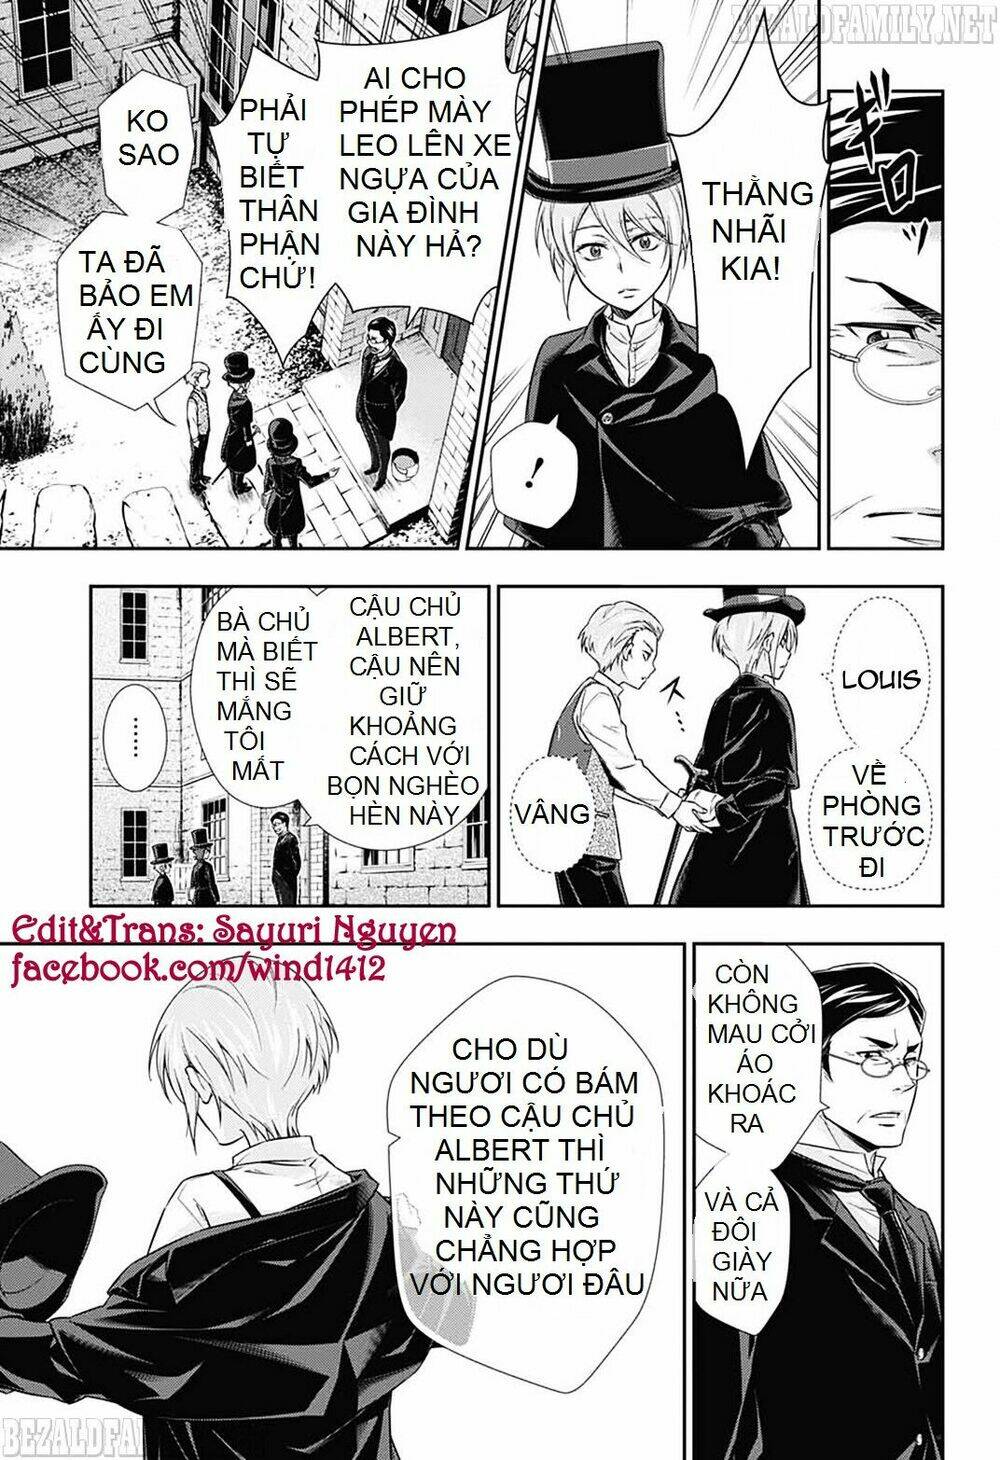 BEZALDFAMILY.NET
ギロッ
THẰNG
NHÃI
KIA!
!
AI CHO
PHÉP MÀY
LEO LÊN XE
NGỰA CỦA
GIA ĐÌNH
NÀY HẢ?
PHẢI
TỰ
BIẾT
THÂN
PHẬN
CHỨ!
KO
SAO
TA ĐÃ
BẢO EM
ẤY ĐI
CÙNG
LOUIS
VỀ
PHÒNG
TRƯỚC
ĐI
VÂNG
CẬU CHỦ
ALBERT,
CẬU NÊN
GIỮ
KHOẢNG
CÁCH VỚI
BỌN NGHÈO
HÈN NÀY
BÀ CHỦ
MÀ BIẾT
THÌ SẼ
MẮNG
TÔI
MẤT
......
Edit&Trans: Sayuri Nguyen
facebook.com/wind1412
CÒN
KHÔNG
MAU CỞI
ÁO
KHOÁC
RA
VÀ CẢ
ĐÔI
GIÀY
NỮA
CHO DÙ
NGƯƠI CÓ BÁM
THEO CẬU CHỦ
ALBERT THÌ
NHỮNG THỨ
NÀY CŨNG
CHẲNG HỢP
VỚI NGƯƠI ĐÂU
BEZALDFA